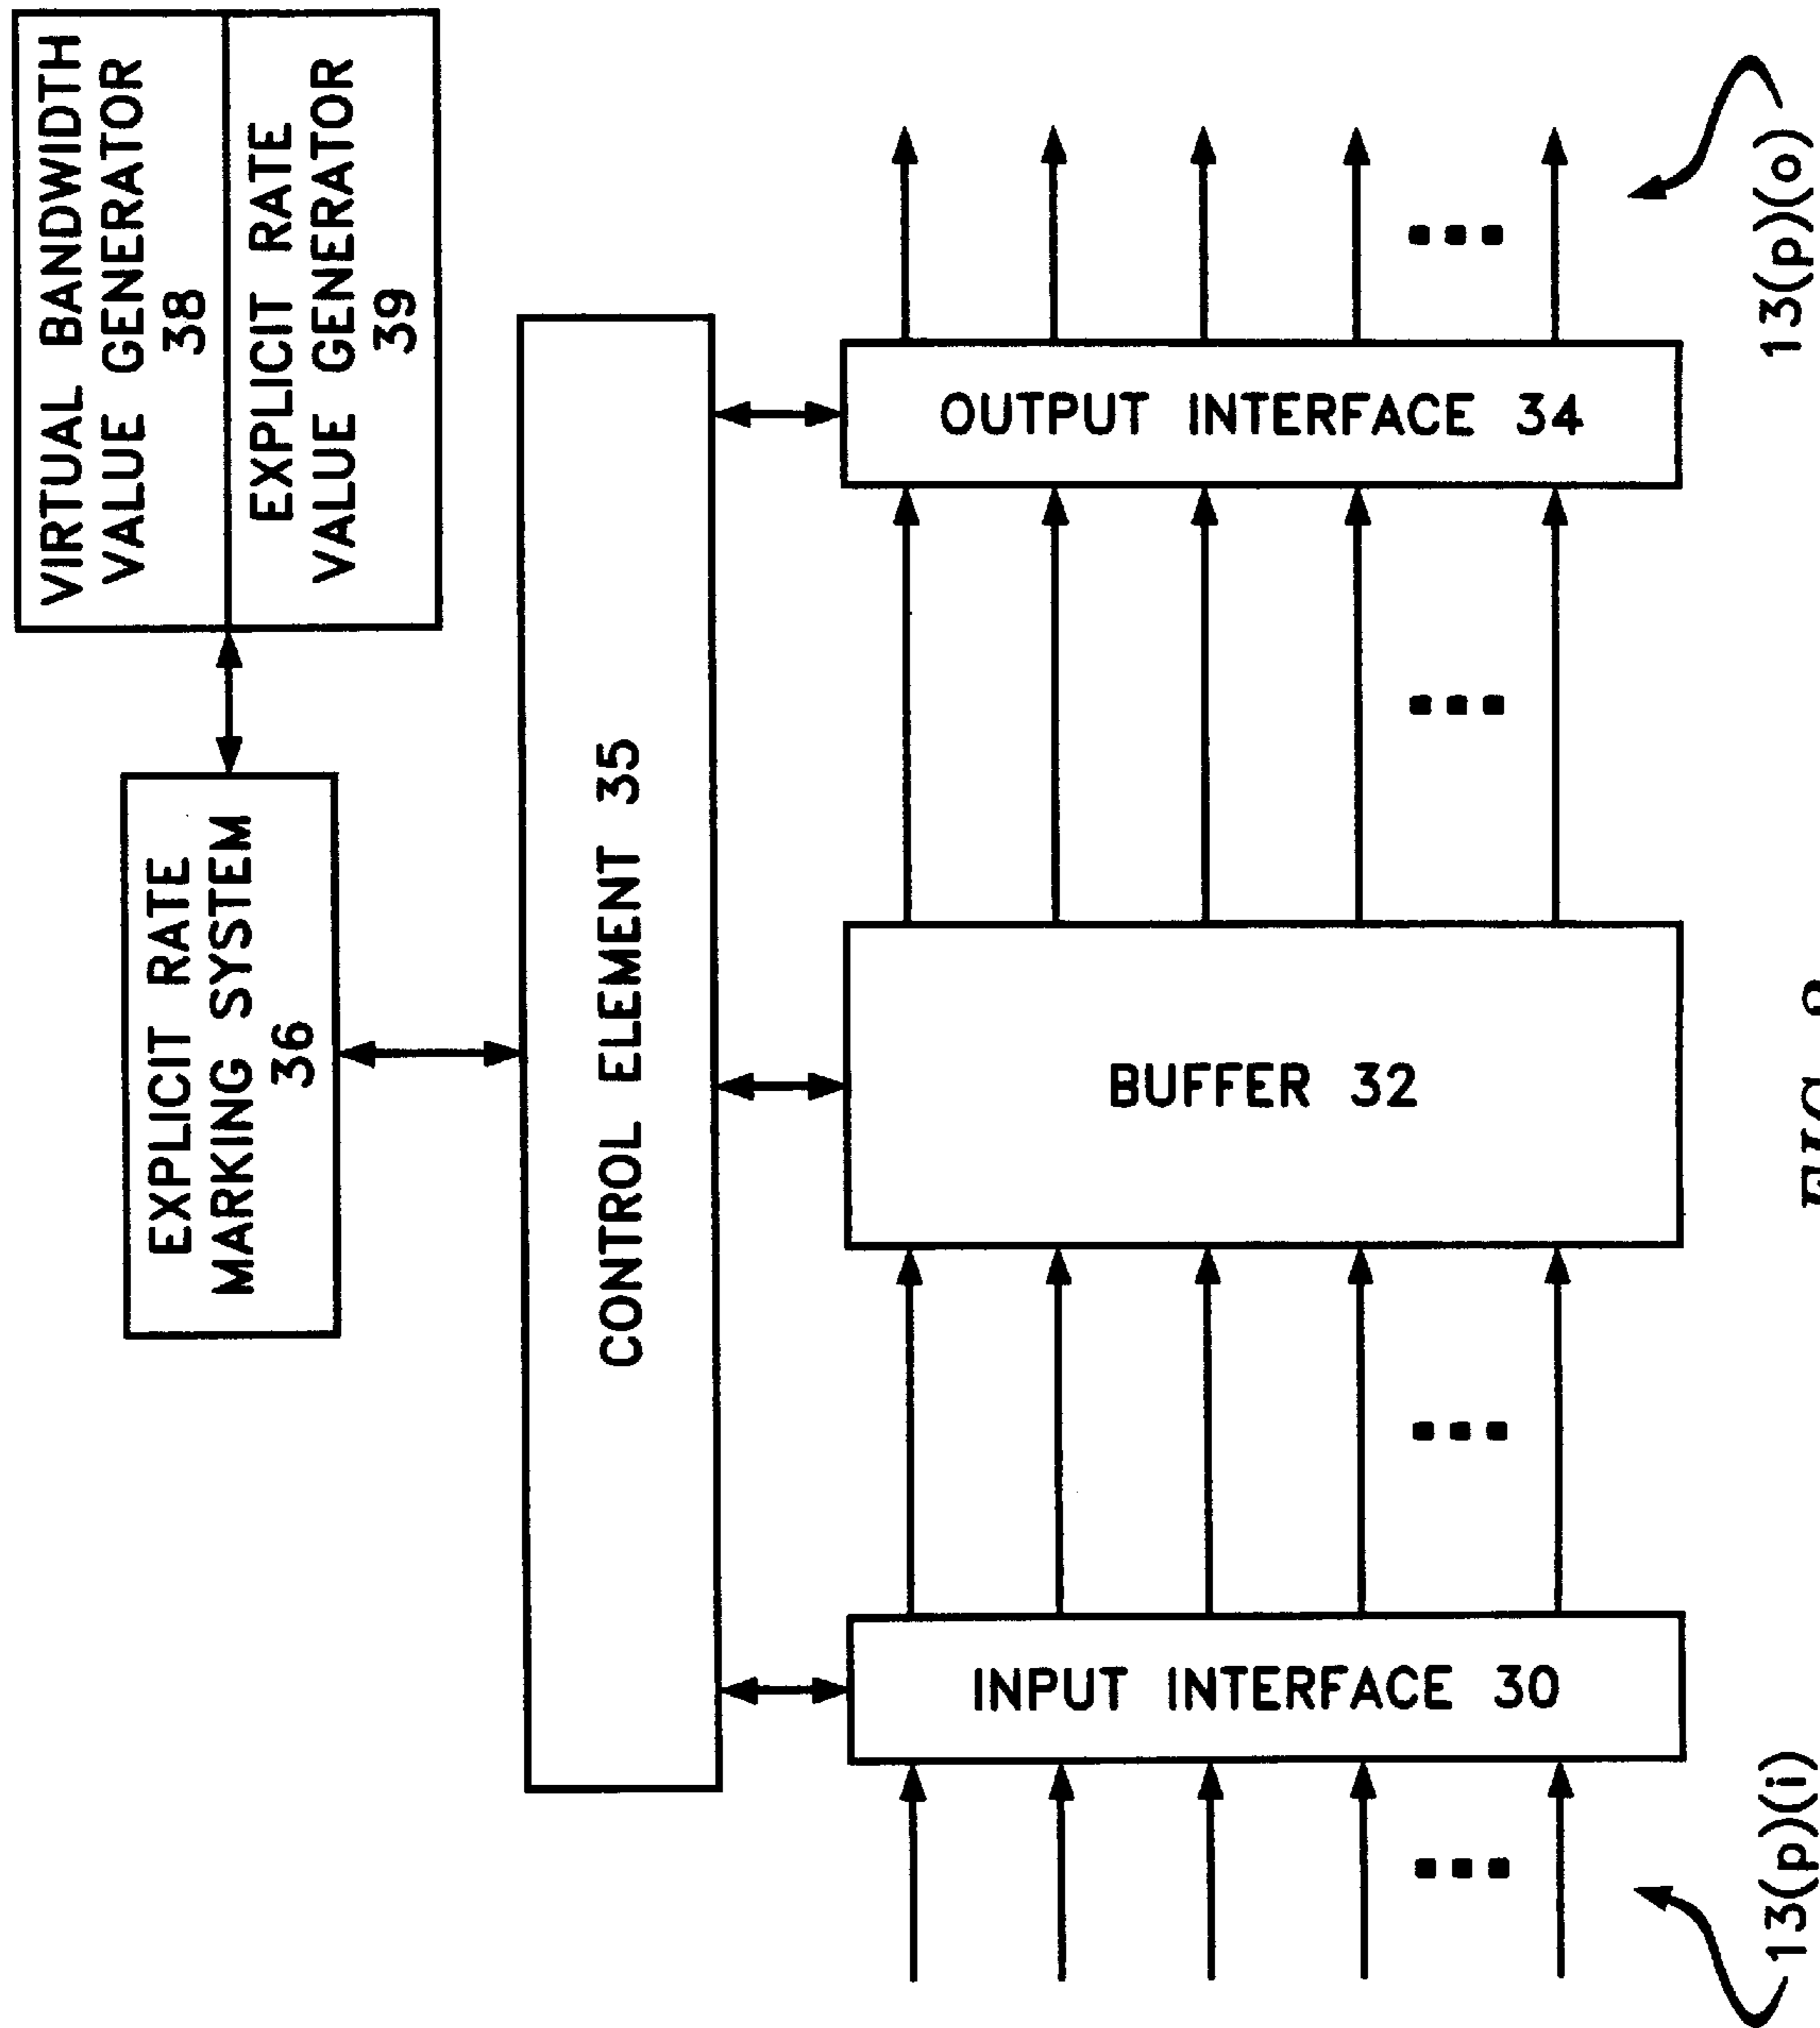 VIRTUAL BANDWIDTH
VALUE GENERATOR
38
EXPLICIT RATE
VALUE GENERATOR
39
EXPLICIT RATE
MARKING SYSTEM
36
CONTROL ELEMENT 35
INPUT INTERFACE 30
BUFFER 32
OUTPUT INTERFACE 34
13(p)(i)
13(p)(o)